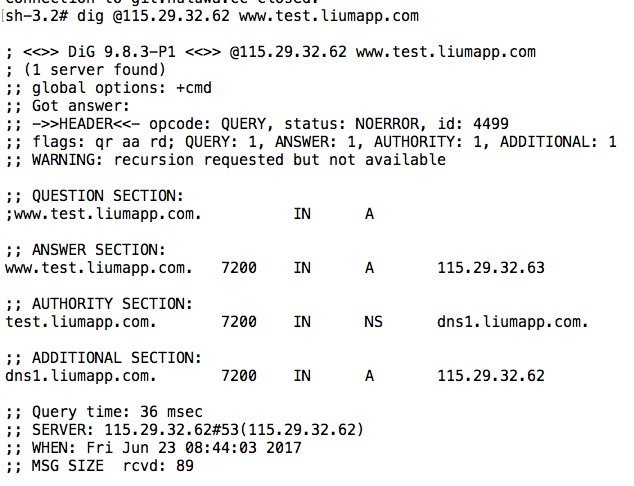 connection to git.hatawa.cc closed.
[sh-3.2# dig @115.29.32.62 www.test.liumapp.com
; <<>> DiG 9.8.3-P1 <<>> @115.29.32.62 www.test.liumapp.com
; (1 server found)
;; global options: +cmd
;; Got answer:
;; ->>HEADER<<- opcode: QUERY, status: NOERROR, id: 4499
;; flags: qr aa rd; QUERY: 1, ANSWER: 1, AUTHORITY: 1, ADDITIONAL: 1
;; WARNING: recursion requested but not available
;; QUESTION SECTION:
;www.test.liumapp.com. IN A
;; ANSWER SECTION:
www.test.liumapp.com. 7200 IN A 115.29.32.63
;; AUTHORITY SECTION:
test.liumapp.com. 7200 IN NS dns1.liumapp.com.
;; ADDITIONAL SECTION:
dns1.liumapp.com. 7200 IN A 115.29.32.62
;; Query time: 36 msec
;; SERVER: 115.29.32.62#53(115.29.32.62)
;; WHEN: Fri Jun 23 08:44:03 2017
;; MSG SIZE rcvd: 89